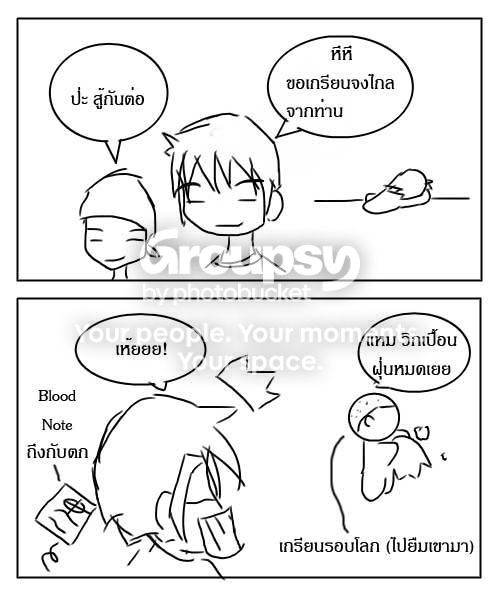 ปะ สู้กันต่อ
หึหึ
ขอเกรียนจงไกล
จากท่าน
Groupsy
by photobucket
Your people. Your moments.
Your space.
เห้ยยย!
แหม วิกเปื้อน
ฝุ่นหมดเยย
Blood
Note
ถึงกับตก
เกรียนรอบโลก (ไปยืมเขามา)